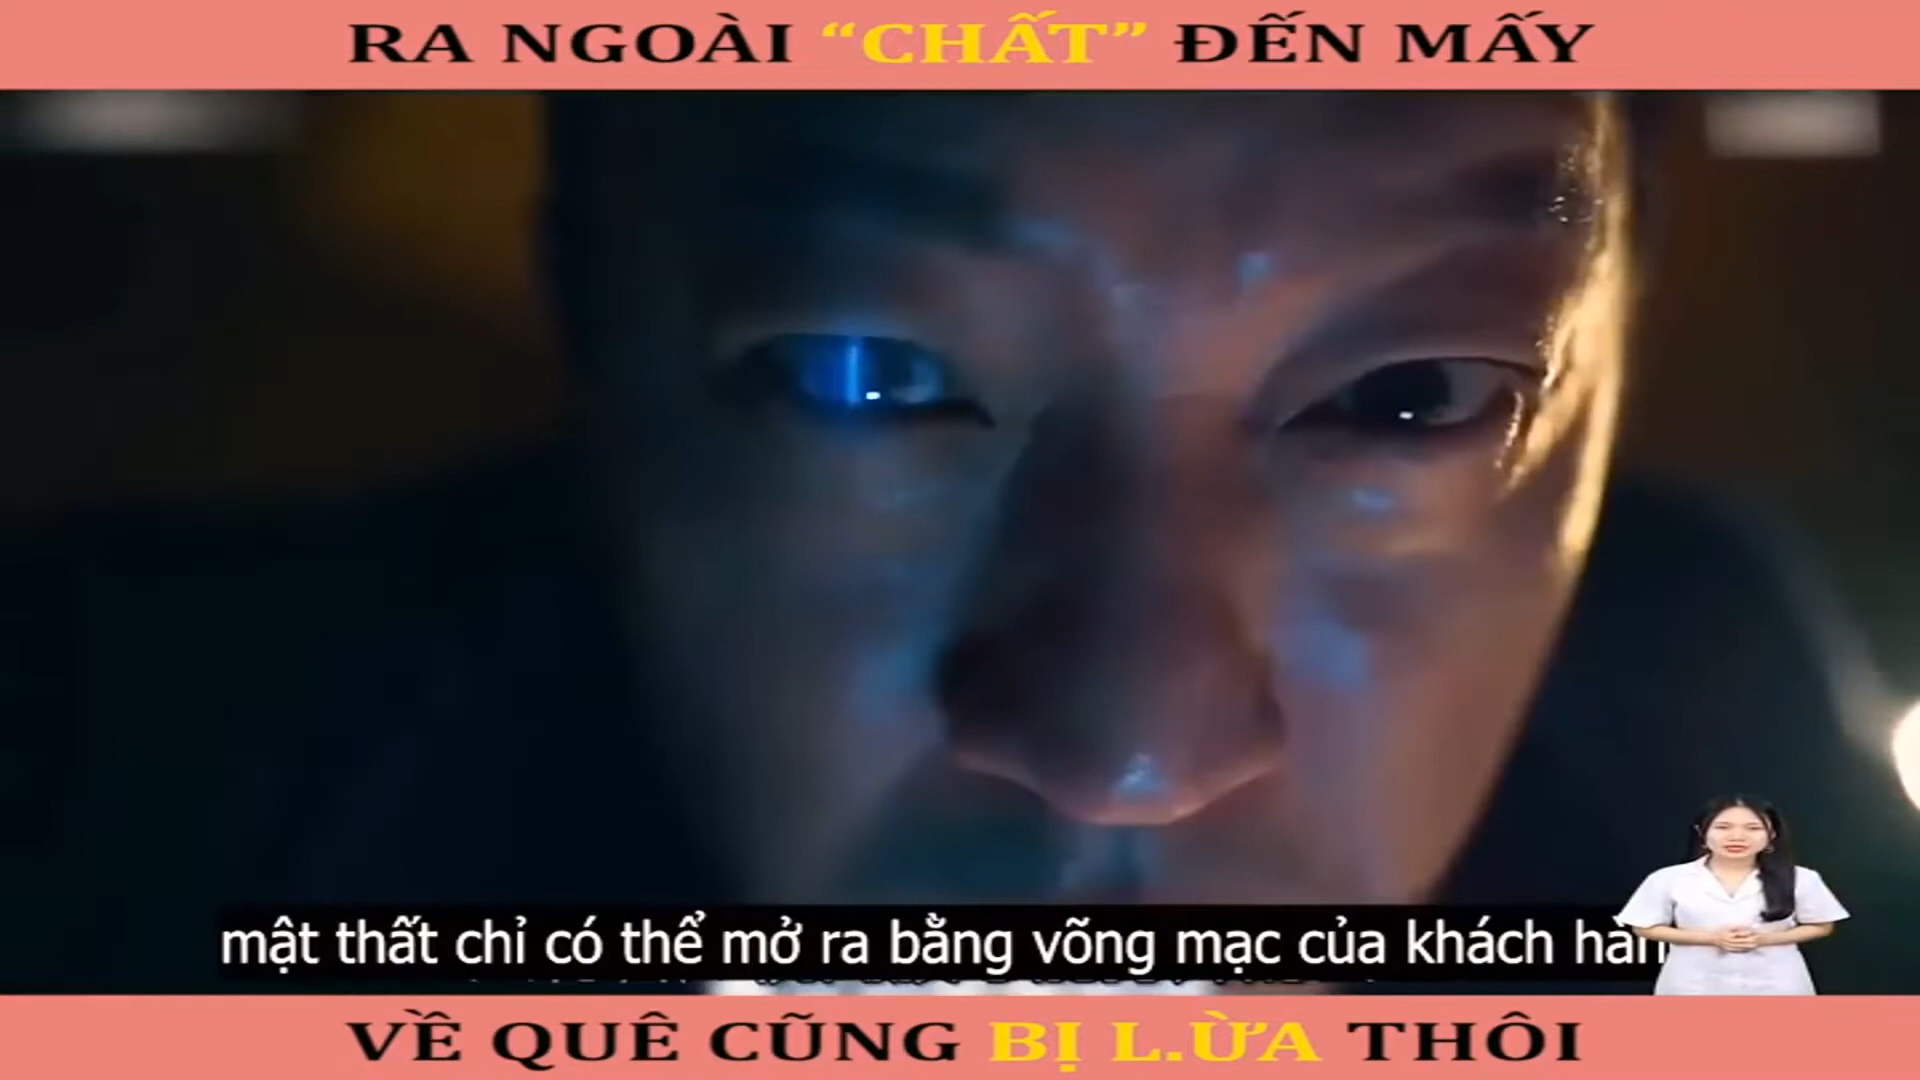 RA NGOÀI “CHẤT” ĐẾN MẤY
mật thất chỉ có thể mở ra bằng võng mạc của khách hàn
VỀ QUÊ CŨNG BỊ L.ỪA THÔI